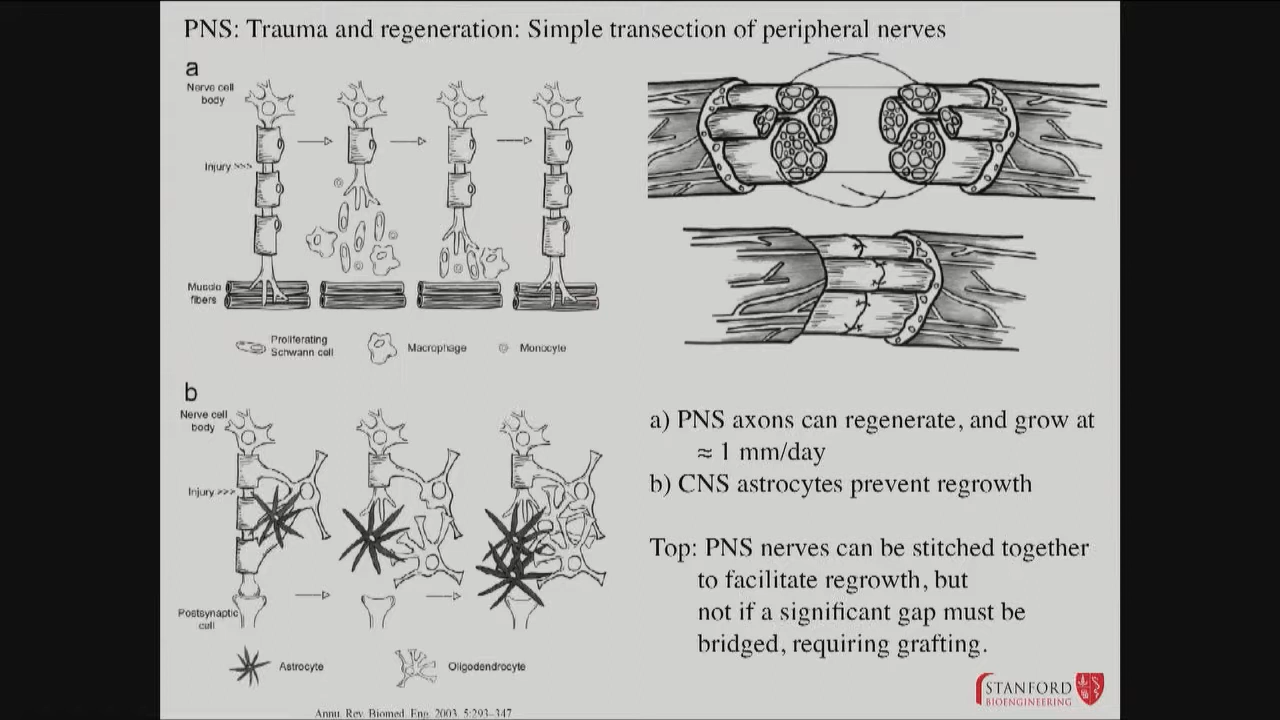 PNS: Trauma and regeneration: Simple transection of peripheral nerves
a
Nerve cell
body
Injury >>>
Muscle
fibers
Proliferating
Schwann cell
Macrophage
Monocyte
b
Nerve cell
body
Injury >>>
Postsynaptic
cell
Astrocyte
Oligodendrocyte
Annu. Rev. Biomed. Eng. 2003. 5:293–347
a) PNS axons can regenerate, and grow at
≈ 1 mm/day
b) CNS astrocytes prevent regrowth
Top: PNS nerves can be stitched together
to facilitate regrowth, but
not if a significant gap must be
bridged, requiring grafting.
STANFORD
BIOENGINEERING